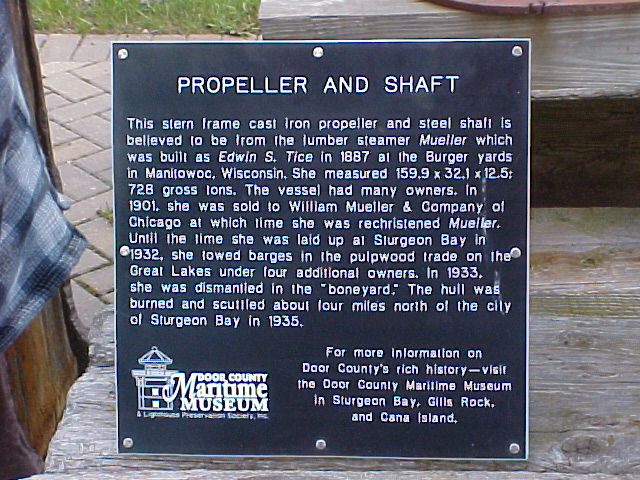 PROPELLER AND SHAFT
This stern frame cast iron propeller and steel shaft is
believed to be from the lumber steamer Mueller which
was built as Edwin S. Tice in 1887 at the Burger yards
in Manitowoc, Wisconsin. She measured 159.9 x 32.1 x 12.5;
728 gross tons. The vessel had many owners. In
1901, she was sold to William Mueller & Company of
Chicago at which time she was rechristened Mueller.
Until the time she was laid up at Sturgeon Bay in
1932, she towed barges in the pulpwood trade on the
Great Lakes under four additional owners. In 1933,
she was dismantled in the "boneyard." The hull was
burned and scuttled about four miles north of the city
of Sturgeon Bay in 1935.
For more information on
Door County's rich history—visit
the Door County Maritime Museum
in Sturgeon Bay, Gills Rock,
and Cana Island.
DOOR COUNTY
Maritime
MUSEUM
& Lighthouse Preservation Society, Inc.